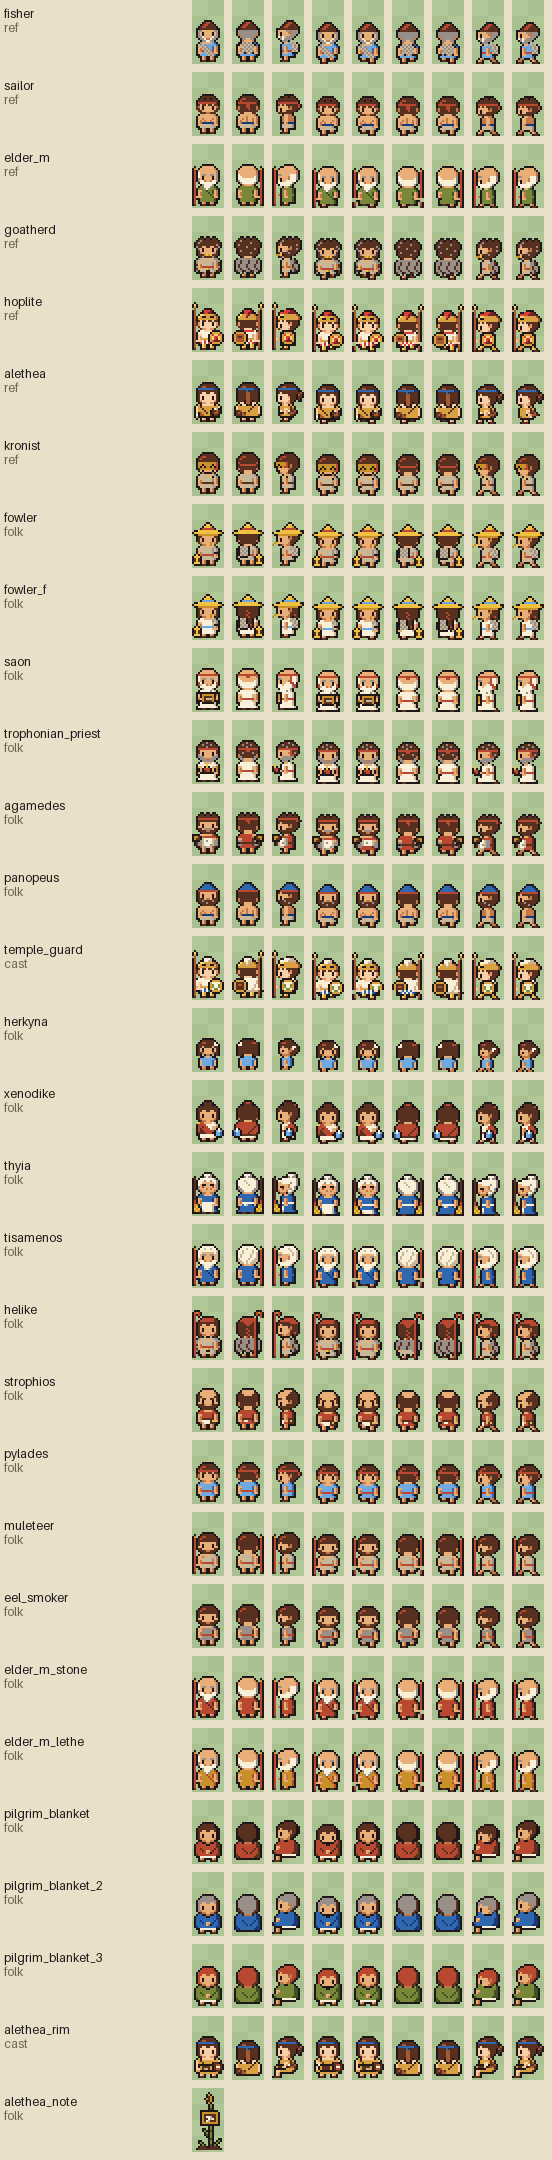 fisher
ref
sailor
ref
elder_m
ref
goatherd
ref
hoplite
ref
alethea
ref
kronist
ref
fowler
folk
fowler_f
folk
saon
folk
trophonian_priest
folk
agamedes
folk
panopeus
folk
temple_guard
cast
herkyna
folk
xenodike
folk
thyia
folk
tisamenos
folk
helike
folk
strophios
folk
pylades
folk
muleteer
folk
eel_smoker
folk
elder_m_stone
folk
elder_m_lethe
folk
pilgrim_blanket
folk
pilgrim_blanket_2
folk
pilgrim_blanket_3
folk
alethea_rim
cast
alethea_note
folk